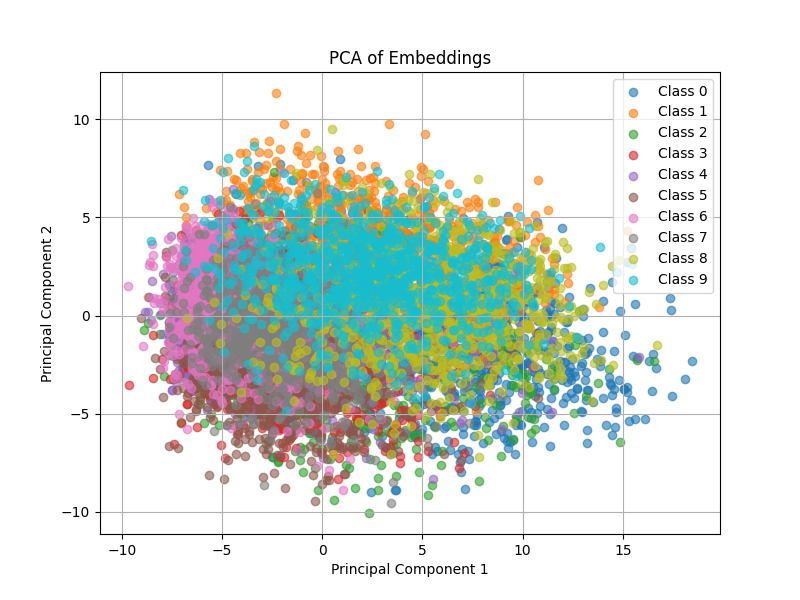 PCA of Embeddings
Class 0
Class 1
Class 2
Class 3
Class 4
Class 5
Class 6
Class 7
Class 8
Class 9
10
5
0
−5
−10
Principal Component 2
−10 −5 0 5 10 15
Principal Component 1